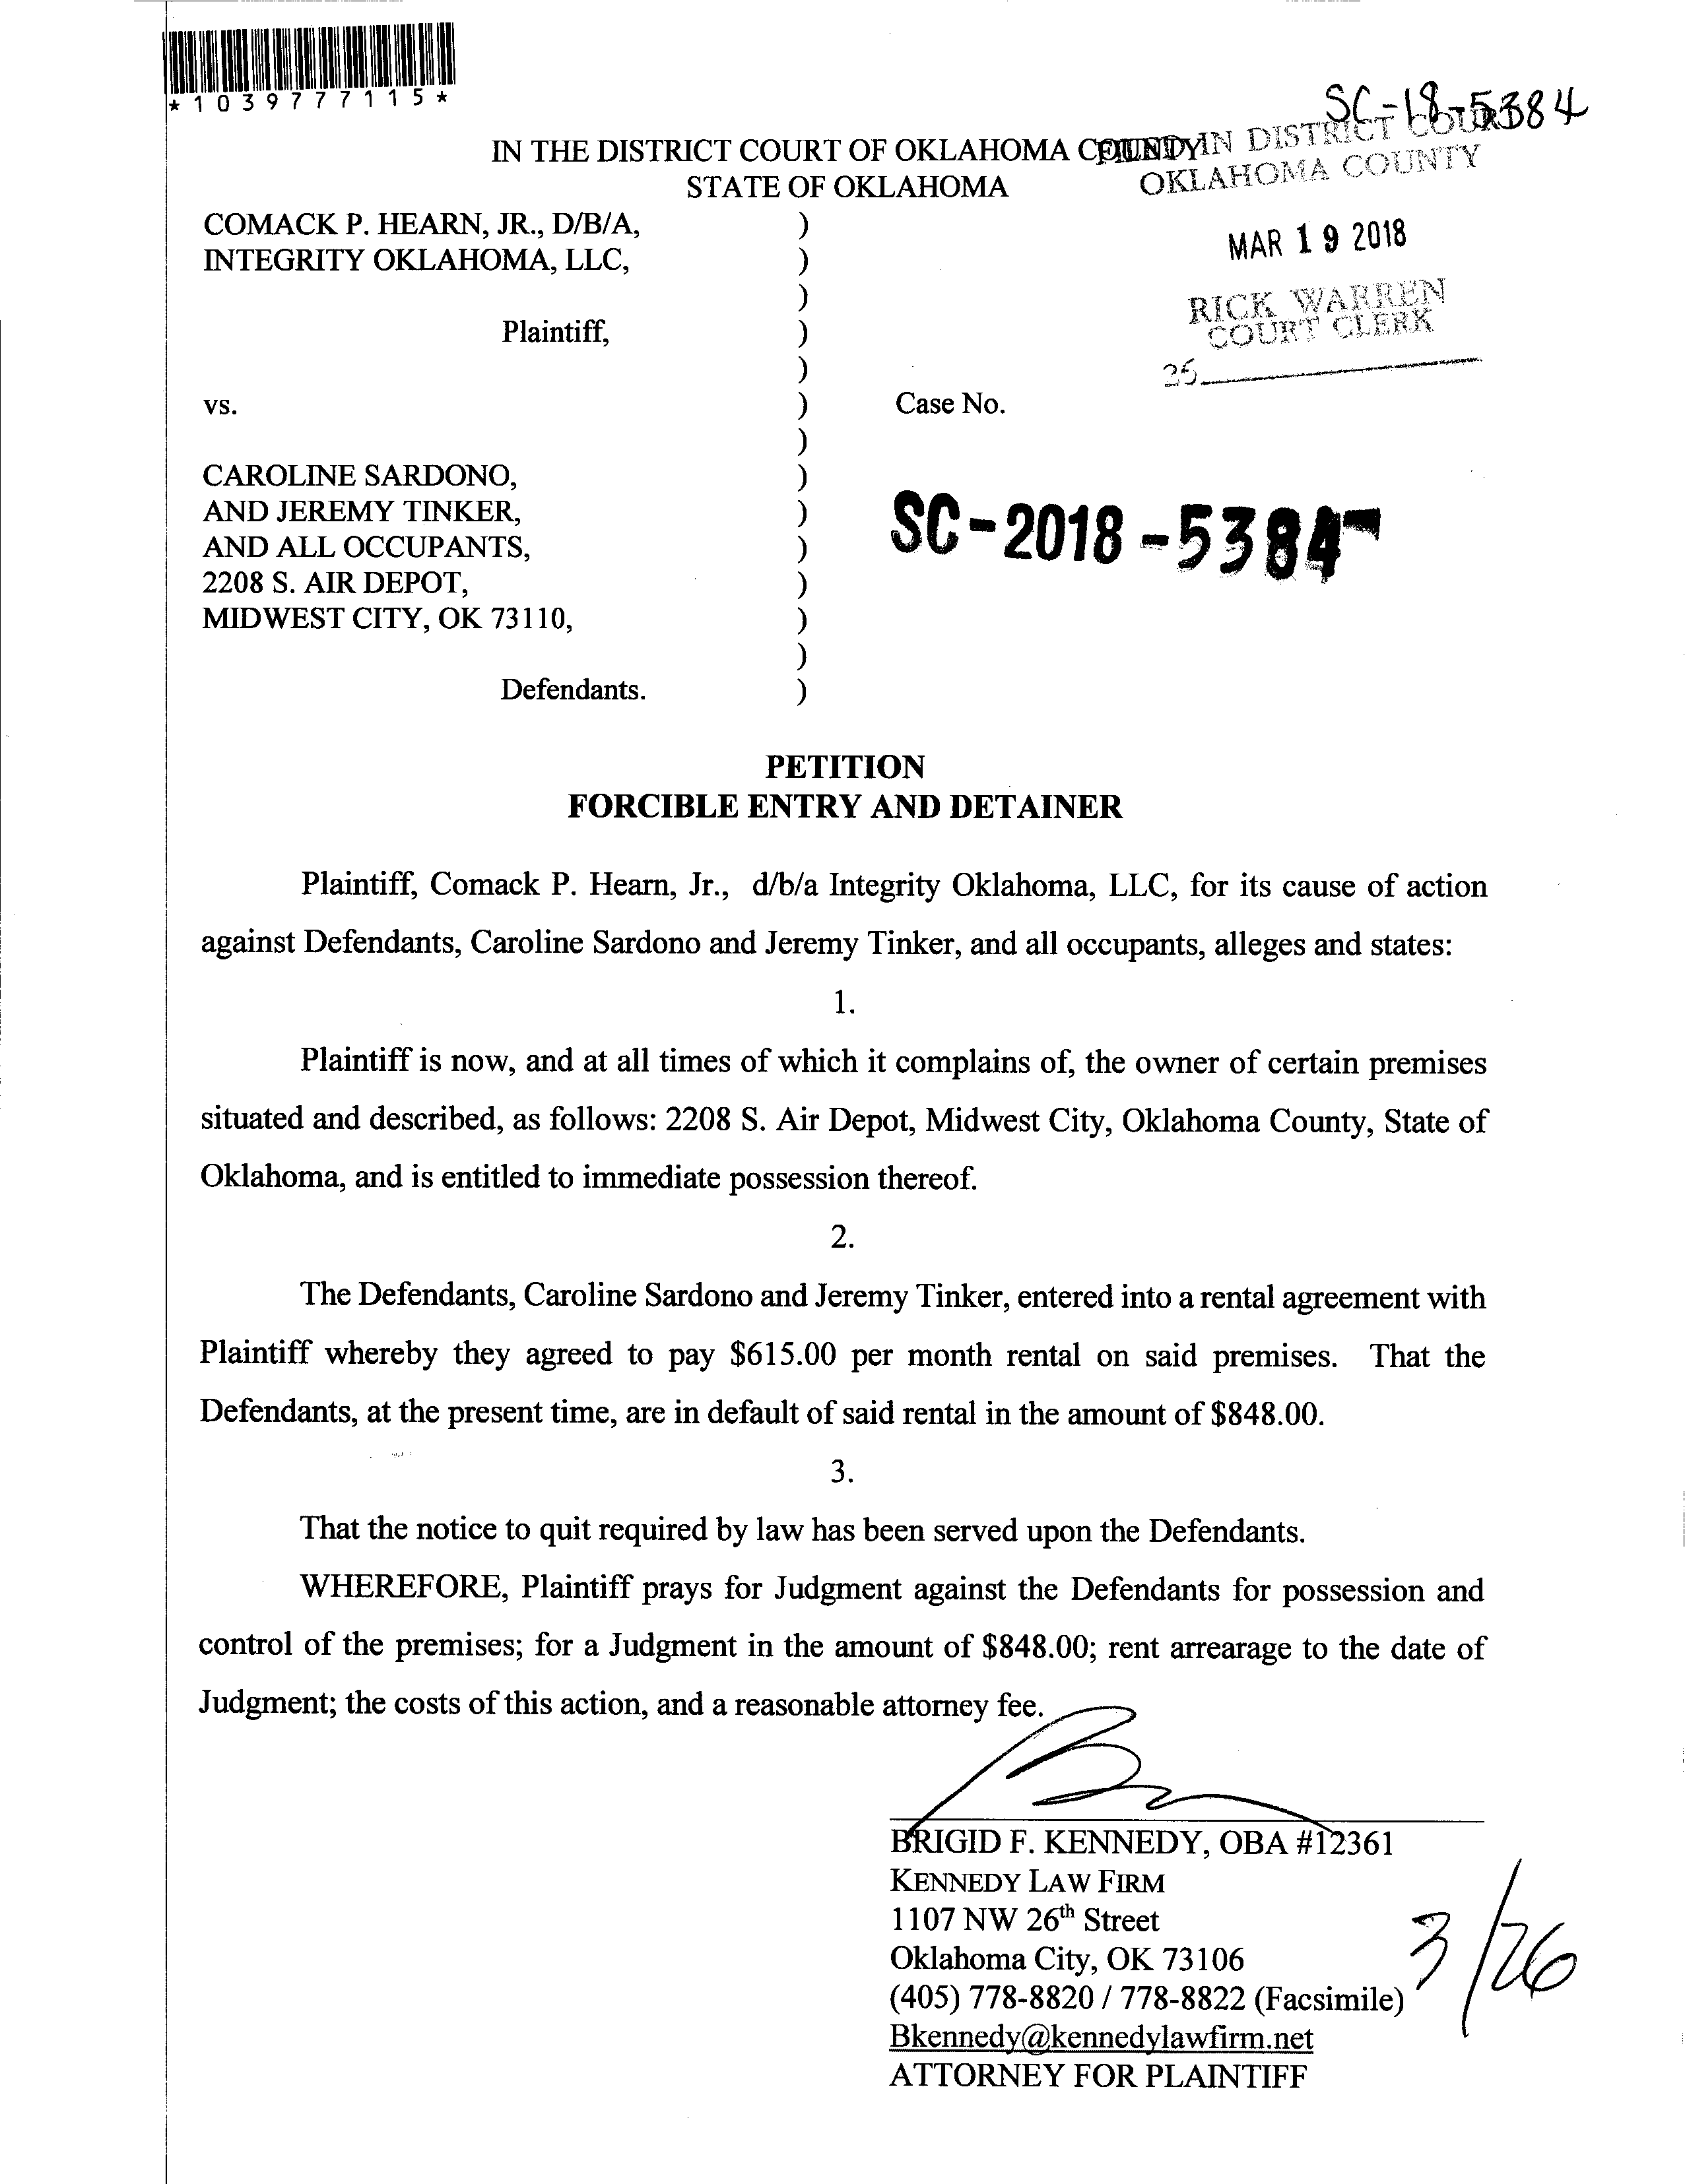 *1039777115*
SC-18-5384
IN THE DISTRICT COURT OF OKLAHOMA COUNTY
STATE OF OKLAHOMA
FILED IN DISTRICT COURT
OKLAHOMA COUNTY
MAR 19 2018
RICK WARREN
COURT CLERK
COMACK P. HEARN, JR., D/B/A, )
INTEGRITY OKLAHOMA, LLC, )
)
Plaintiff, )
)
vs. ) Case No.
)
CAROLINE SARDONO, )
AND JEREMY TINKER, )
AND ALL OCCUPANTS, ) SC-2018-5384
2208 S. AIR DEPOT, )
MIDWEST CITY, OK 73110, )
)
Defendants. )
PETITION
FORCIBLE ENTRY AND DETAINER
Plaintiff, Comack P. Hearn, Jr., d/b/a Integrity Oklahoma, LLC, for its cause of action
against Defendants, Caroline Sardono and Jeremy Tinker, and all occupants, alleges and states:
1.
Plaintiff is now, and at all times of which it complains of, the owner of certain premises
situated and described, as follows: 2208 S. Air Depot, Midwest City, Oklahoma County, State of
Oklahoma, and is entitled to immediate possession thereof.
2.
The Defendants, Caroline Sardono and Jeremy Tinker, entered into a rental agreement with
Plaintiff whereby they agreed to pay $615.00 per month rental on said premises. That the
Defendants, at the present time, are in default of said rental in the amount of $848.00.
3.
That the notice to quit required by law has been served upon the Defendants.
WHEREFORE, Plaintiff prays for Judgment against the Defendants for possession and
control of the premises; for a Judgment in the amount of $848.00; rent arrearage to the date of
Judgment; the costs of this action, and a reasonable attorney fee.
BRIGID F. KENNEDY, OBA #12361
KENNEDY LAW FIRM
1107 NW 26th Street
Oklahoma City, OK 73106
(405) 778-8820 / 778-8822 (Facsimile)
Bkennedy@kennedylawfirm.net
ATTORNEY FOR PLAINTIFF
3/26